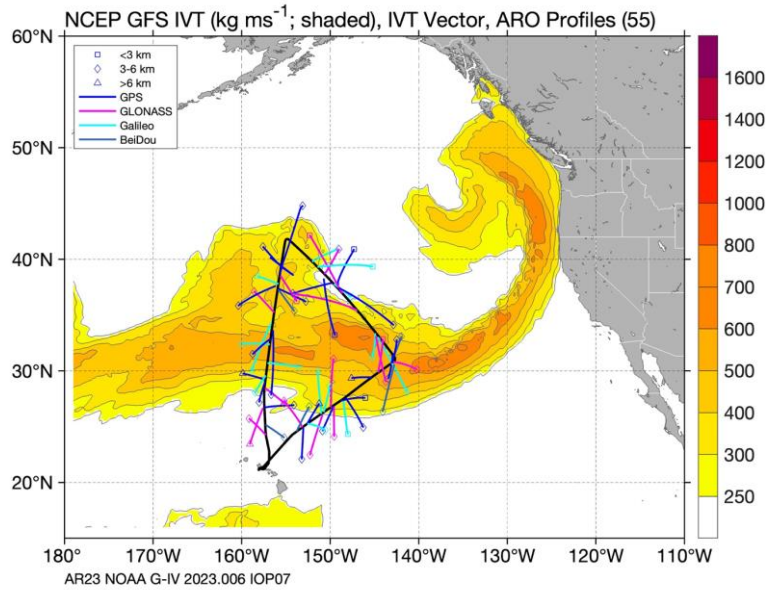 NCEP GFS IVT (kg ms⁻¹; shaded), IVT Vector, ARO Profiles (55)
60°N
50°N
40°N
30°N
20°N
<3 km
3-6 km
>6 km
GPS
GLONASS
Galileo
BeiDou
1600
1400
1200
1000
800
700
600
500
400
300
250
180°
170°W
160°W
150°W
140°W
130°W
120°W
110°W
AR23 NOAA G-IV 2023.006 IOP07